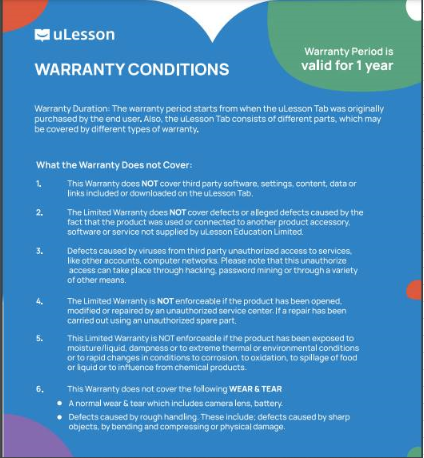 uLesson
Warranty Period is
valid for 1 year
WARRANTY CONDITIONS
Warranty Duration: The warranty period starts from when the uLesson Tab was originally
purchased by the end user. Also, the uLesson Tab consists of different parts, which may
be covered by different types of warranty.
What the Warranty Does not Cover:
1. This Warranty does NOT cover third party software, settings, content, data or
links included or downloaded on the uLesson Tab.
2. The Limited Warranty does NOT cover defects or alleged defects caused by the
fact that the product was used or connected to another product accessory,
software or service not supplied by uLesson Education Limited.
3. Defects caused by viruses from third party unauthorized access to services,
like other accounts, computer networks. Please note that this unauthorize
access can take place through hacking, password mining or through a variety
of other means.
4. The Limited Warranty is NOT enforceable if the product has been opened,
modified or repaired by an unauthorized service center. If a repair has been
carried out using an unauthorized spare part.
5. This Limited Warranty is NOT enforceable if the product has been exposed to
moisture/liquid, dampness or to extreme thermal or environmental conditions
or to rapid changes in conditions to corrosion, to oxidation, to spillage of food
or liquid or to influence from chemical products.
6. This Warranty does not cover the following WEAR & TEAR
• A normal wear & tear which includes camera lens, battery.
• Defects caused by rough handling. These include; defects caused by sharp
objects, by bending and compressing or physical damage.